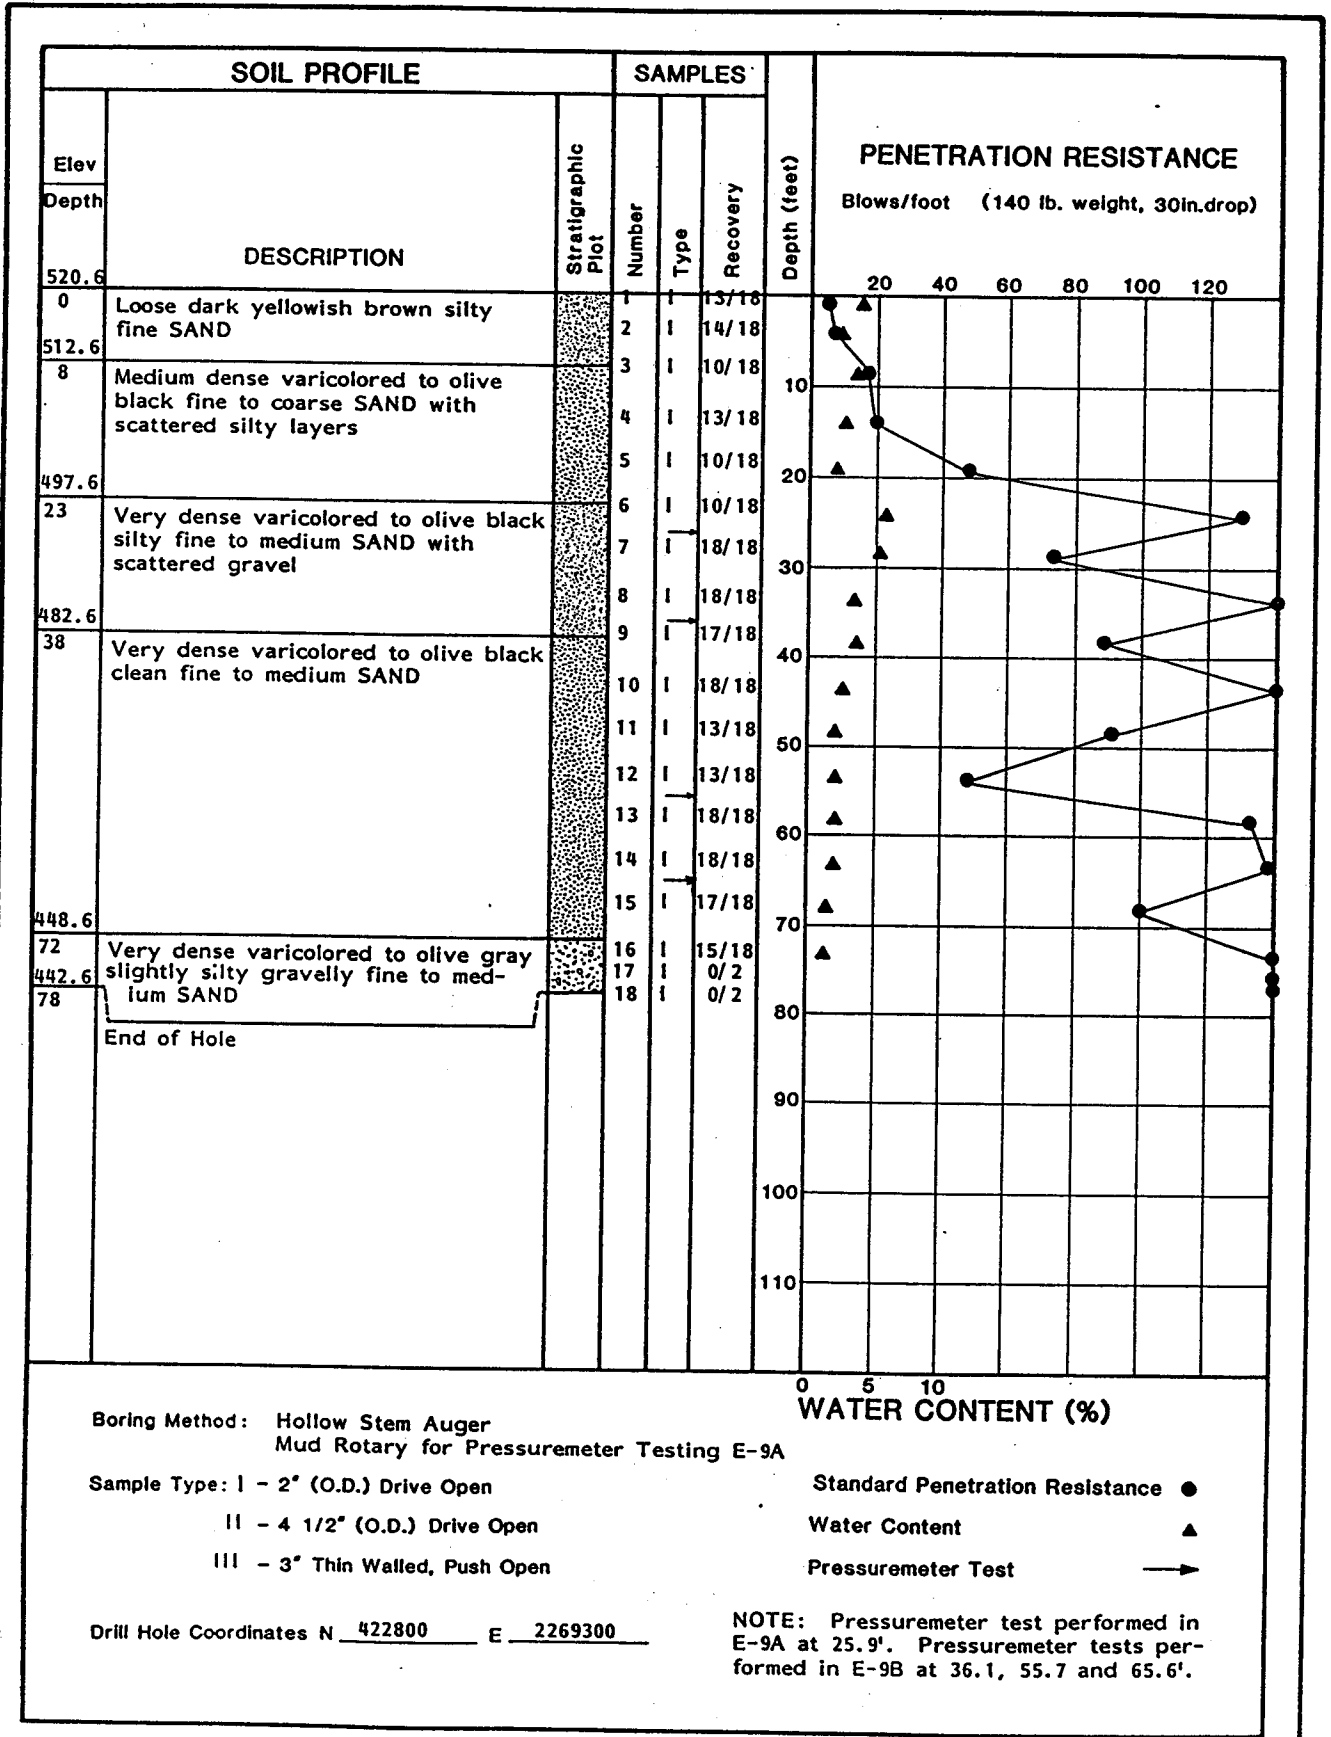 SOIL PROFILE
SAMPLES
Elev
Depth
DESCRIPTION
Stratigraphic
Plot
Number
Type
Recovery
Depth (feet)
PENETRATION RESISTANCE
Blows/foot (140 lb. weight, 30in.drop)
20 40 60 80 100 120
520.6
0
Loose dark yellowish brown silty
fine SAND
1 I 13/18
2 I 14/18
512.6
8
Medium dense varicolored to olive
black fine to coarse SAND with
scattered silty layers
3 I 10/18
10
4 I 13/18
5 I 10/18
20
497.6
23
Very dense varicolored to olive black
silty fine to medium SAND with
scattered gravel
6 I 10/18
7 I 18/18
30
8 I 18/18
482.6
38
Very dense varicolored to olive black
clean fine to medium SAND
9 I 17/18
40
10 I 18/18
11 I 13/18
50
12 I 13/18
13 I 18/18
60
14 I 18/18
15 I 17/18
70
448.6
72
Very dense varicolored to olive gray
slightly silty gravelly fine to med-
ium SAND
16 I 15/18
17 I 0/2
18 I 0/2
442.6
78
End of Hole
80
90
100
110
0 5 10
WATER CONTENT (%)
Boring Method: Hollow Stem Auger
Mud Rotary for Pressuremeter Testing E-9A
Sample Type: I - 2" (O.D.) Drive Open
II - 4 1/2" (O.D.) Drive Open
III - 3" Thin Walled, Push Open
Standard Penetration Resistance ●
Water Content ▲
Pressuremeter Test →
Drill Hole Coordinates N 422800 E 2269300
NOTE: Pressuremeter test performed in
E-9A at 25.9'. Pressuremeter tests per-
formed in E-9B at 36.1, 55.7 and 65.6'.